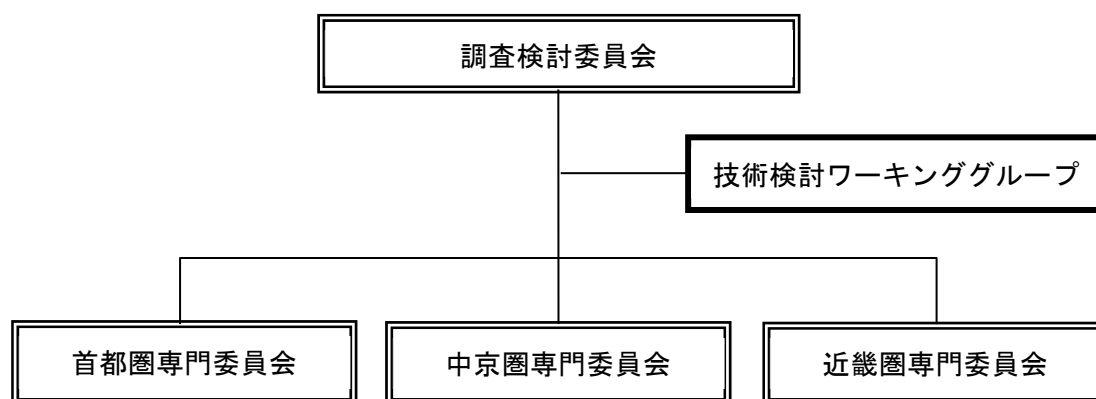 調査検討委員会
技術検討ワーキンググループ
首都圏専門委員会
中京圏専門委員会
近畿圏専門委員会